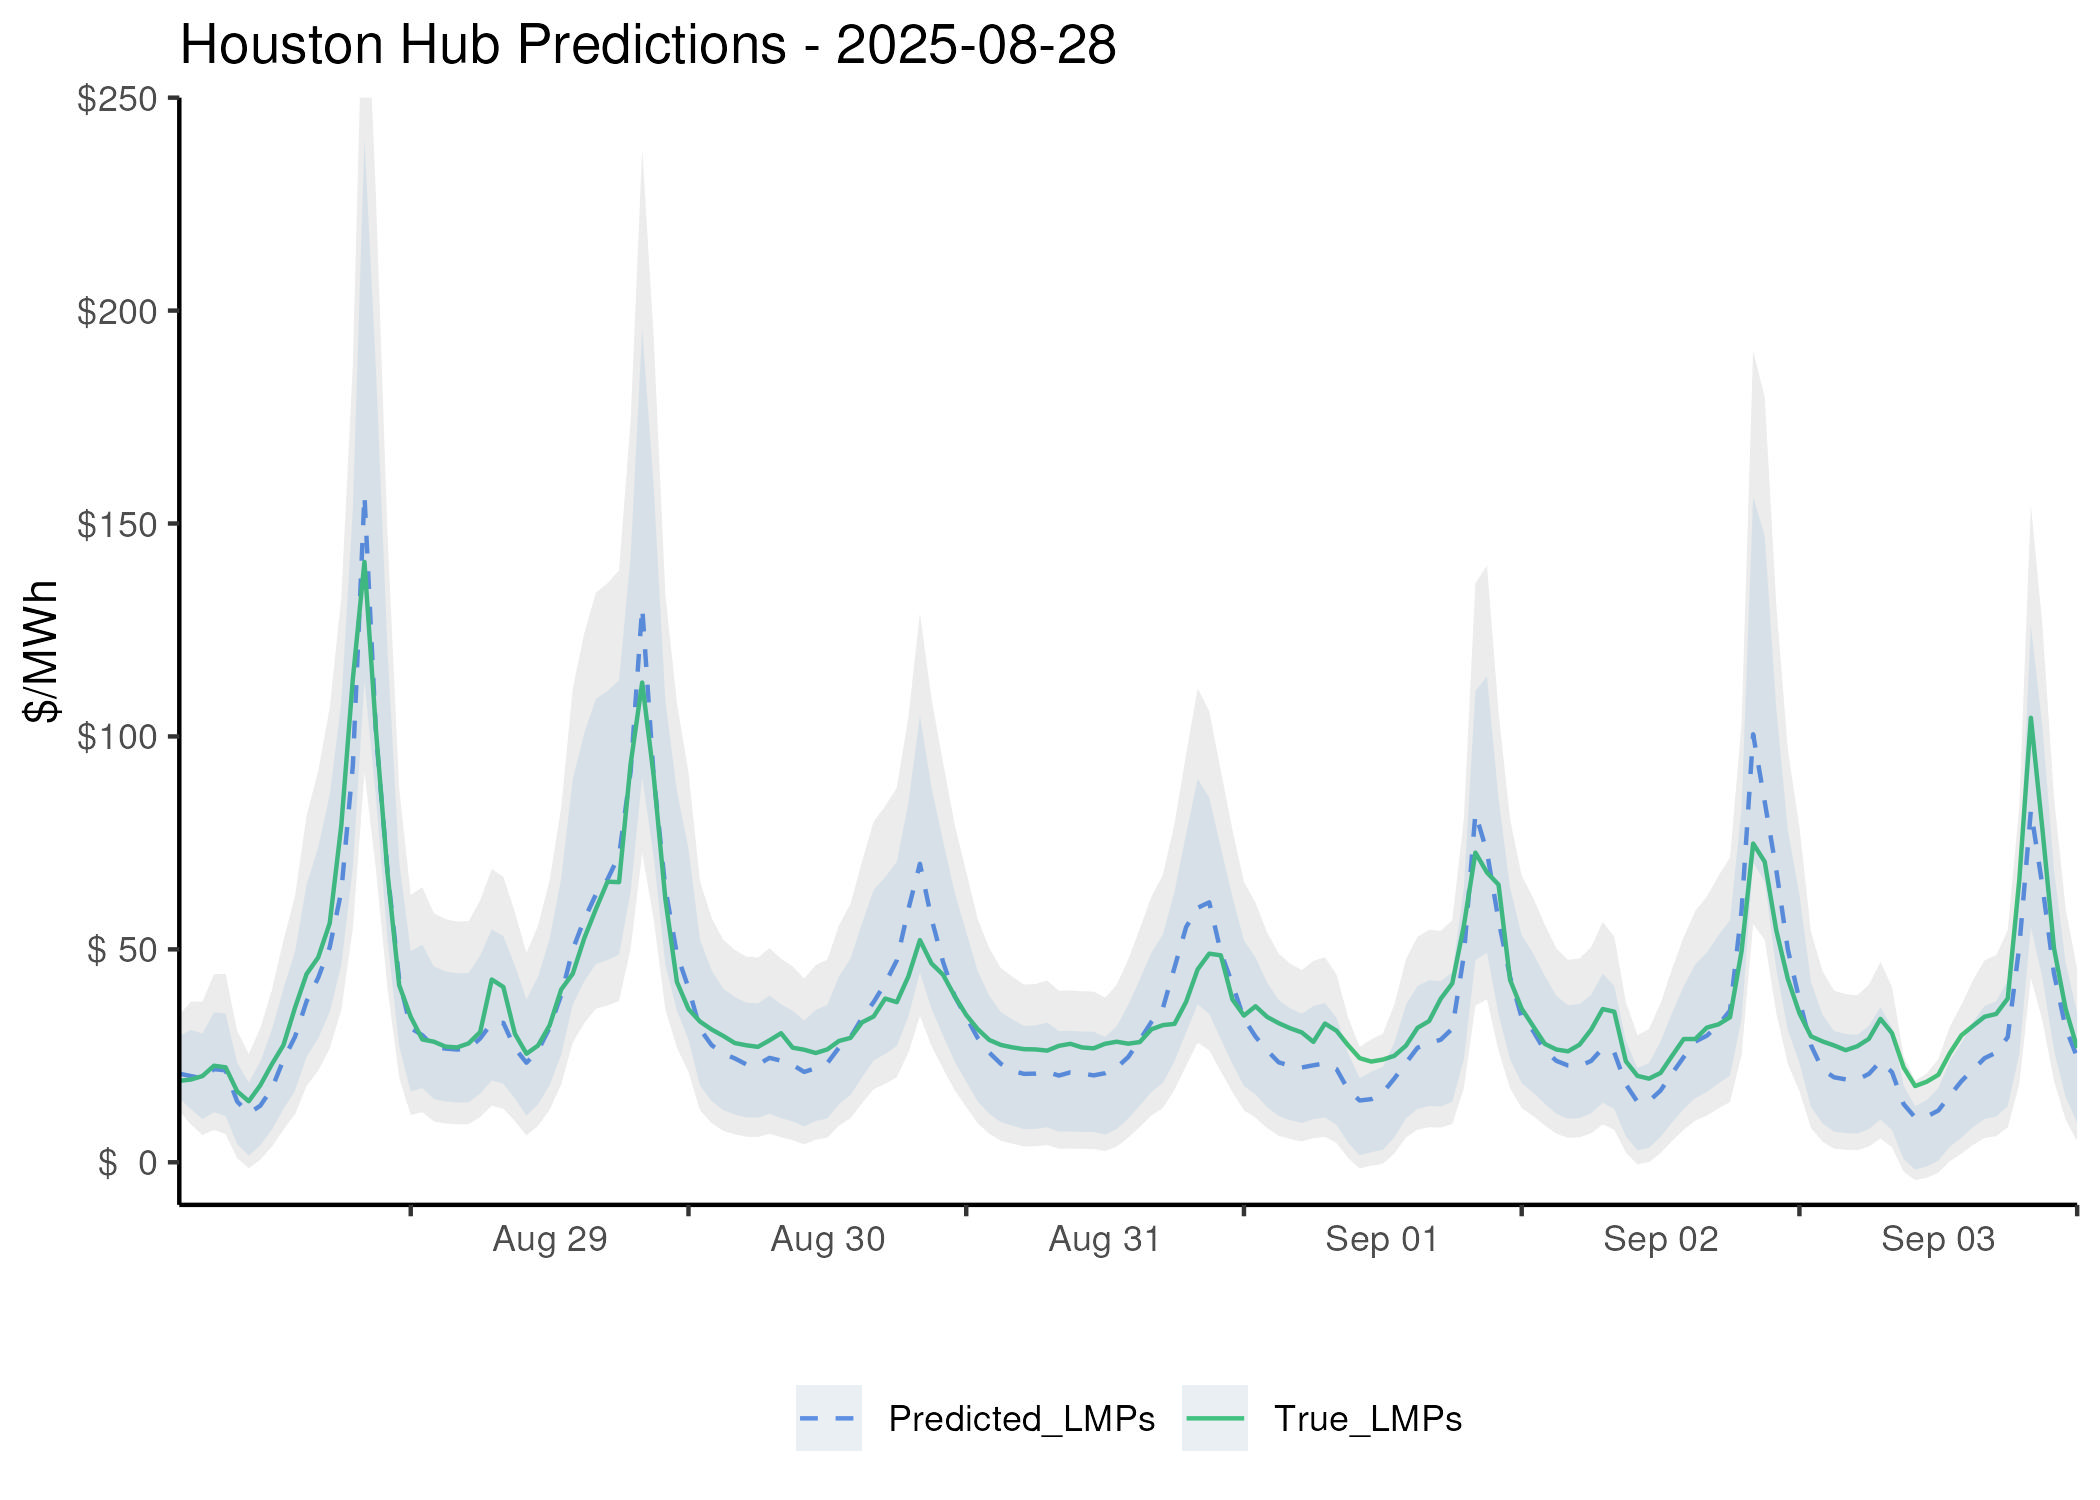 Houston Hub Predictions - 2025-08-28
$250
$200
$150
$100
$ 50
$  0
$/MWh
Aug 29 Aug 30 Aug 31 Sep 01 Sep 02 Sep 03
Predicted_LMPs True_LMPs